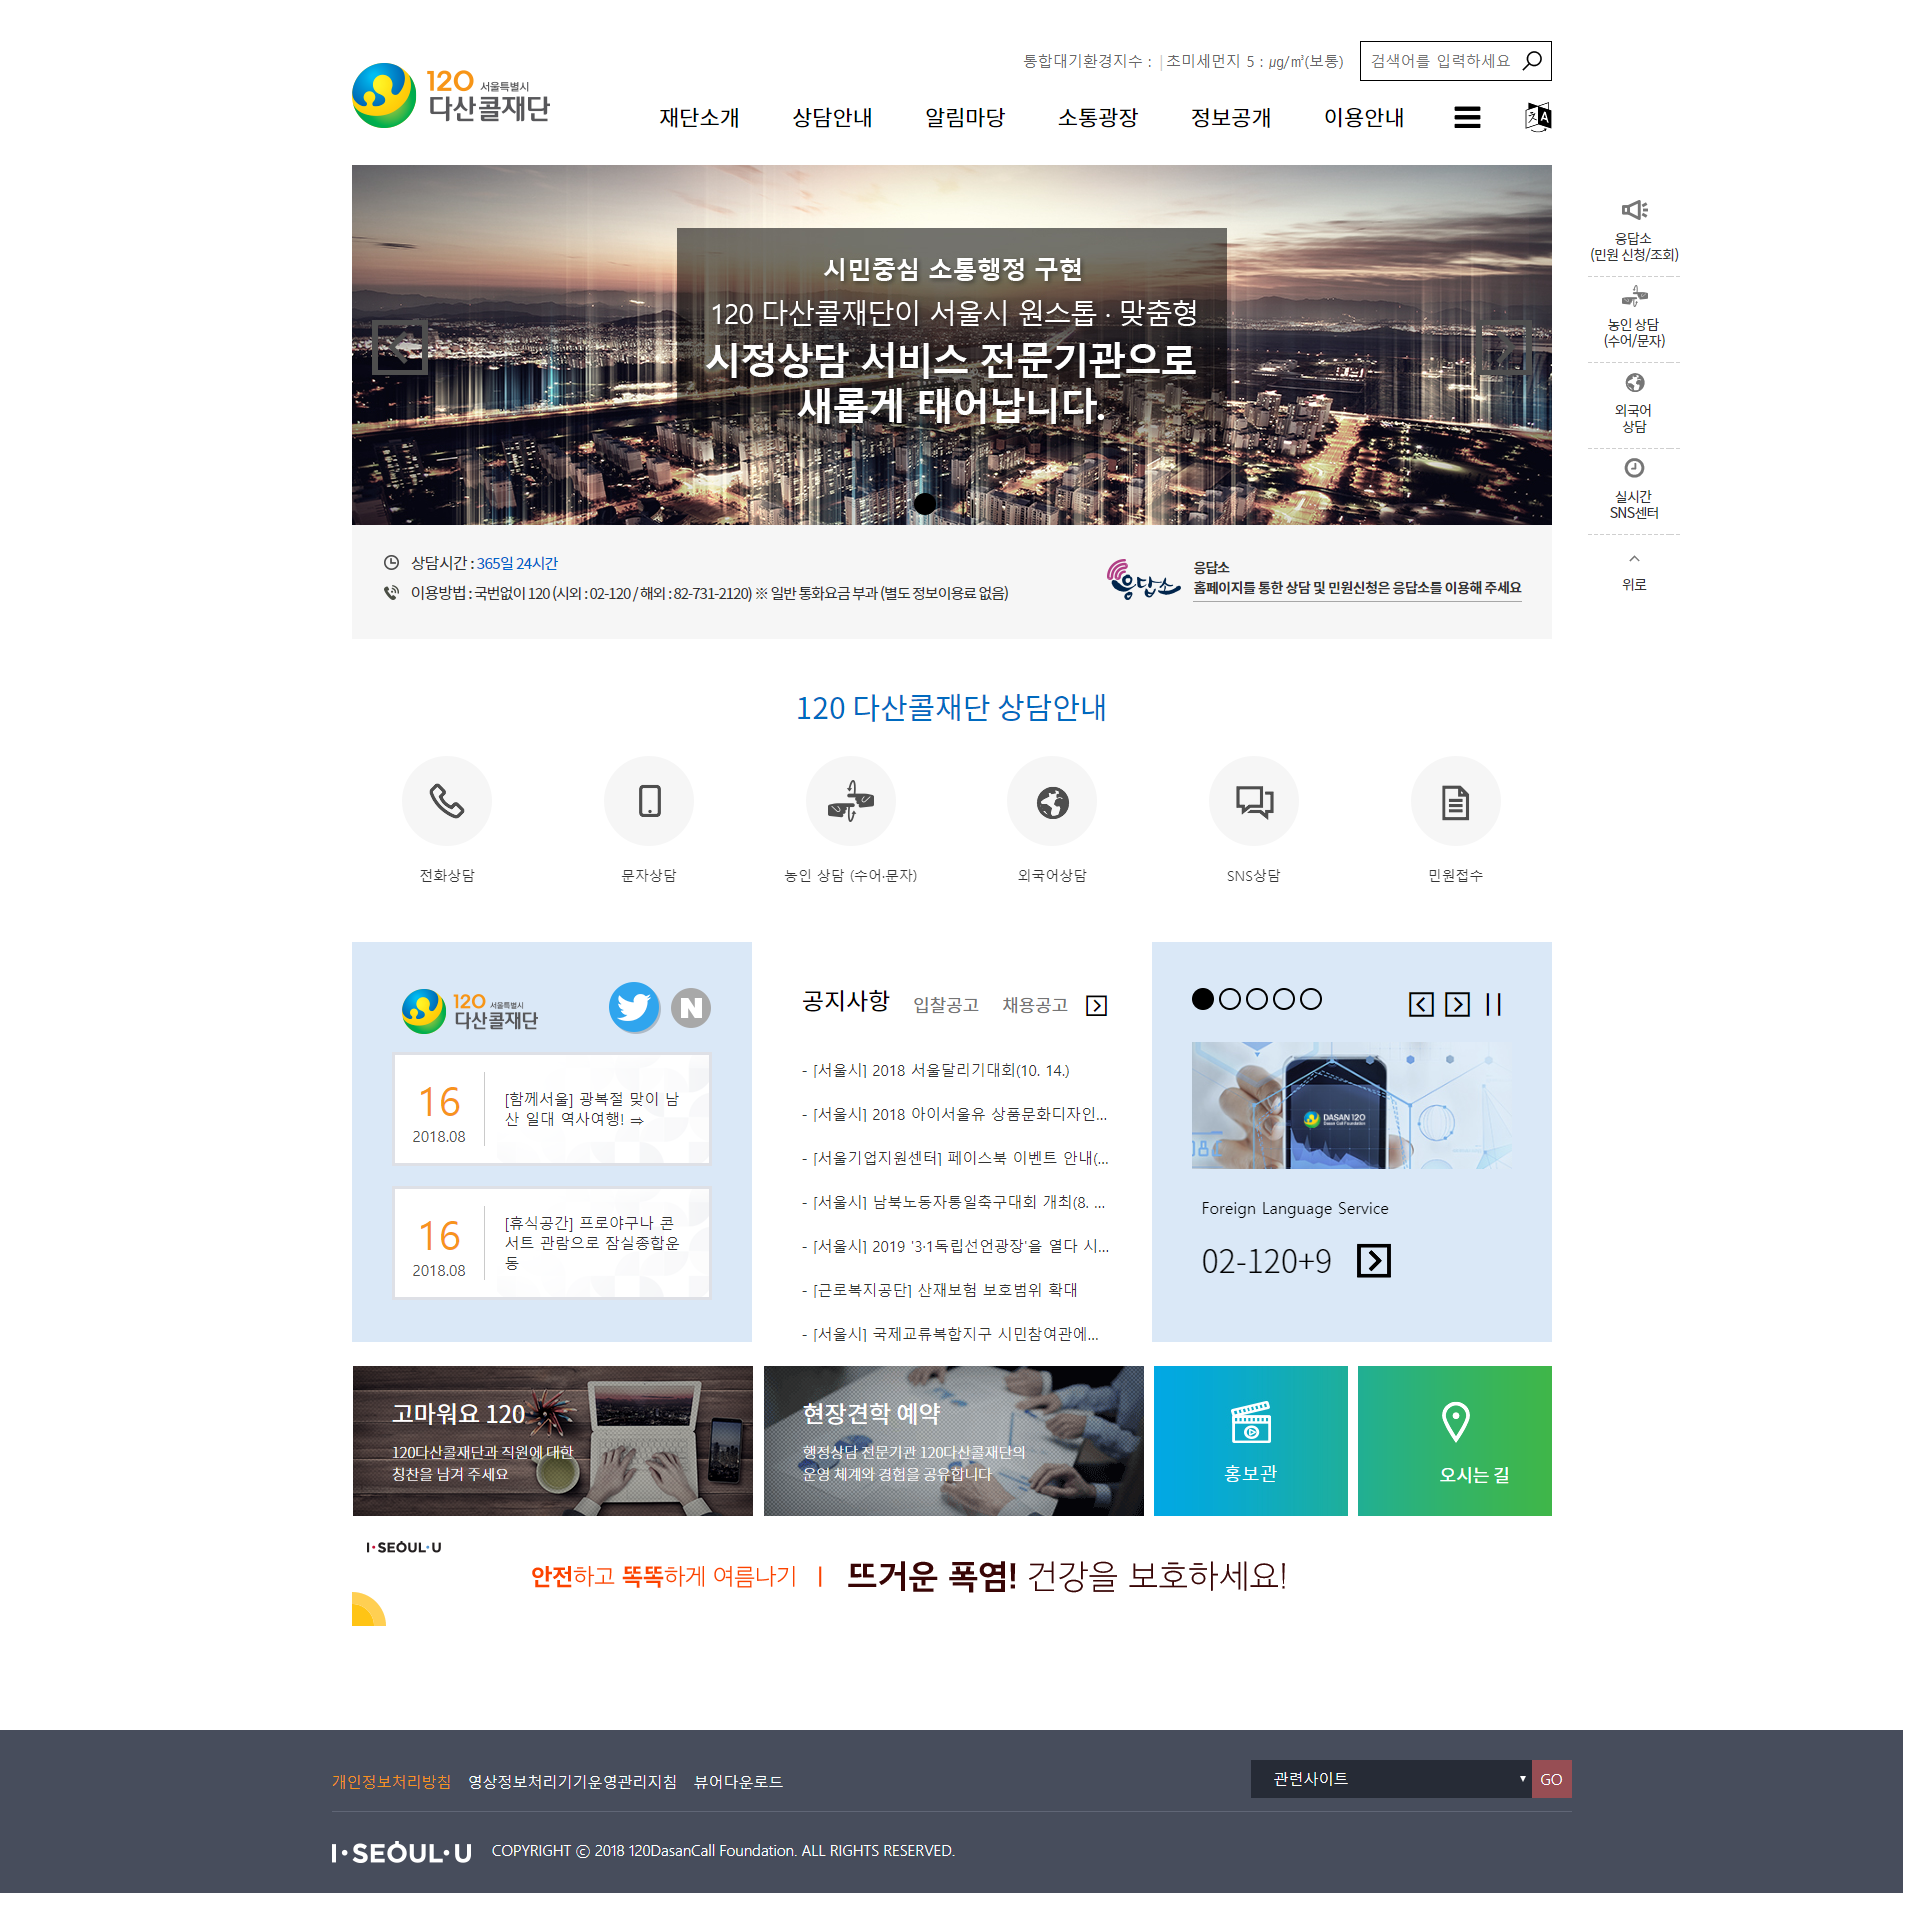 통합대기환경지수 : | 초미세먼지 5 : ㎍/㎥(보통)
검색어를 입력하세요
120 서울특별시
다산콜재단
재단소개 상담안내 알림마당 소통광장 정보공개 이용안내
A
시민중심 소통행정 구현
120 다산콜재단이 서울시 원스톱 · 맞춤형
시정상담 서비스 전문기관으로
새롭게 태어납니다.
응답소
(민원 신청/조회)
농인 상담
(수어/문자)
외국어
상담
실시간
SNS센터
위로
상담시간 : 365일 24시간
이용방법 : 국번없이 120 (시외 : 02-120 / 해외 : 82-731-2120) ※ 일반 통화요금 부과 (별도 정보이용료 없음)
응답소
응답소
홈페이지를 통한 상담 및 민원신청은 응답소를 이용해 주세요
120 다산콜재단 상담안내
전화상담
문자상담
농인 상담 (수어·문자)
외국어상담
SNS상담
민원접수
120 서울특별시
다산콜재단
N
16
2018.08
[함께서울] 광복절 맞이 남
산 일대 역사여행! ⇒
16
2018.08
[휴식공간] 프로야구나 콘
서트 관람으로 잠실종합운
동
공지사항 입찰공고 채용공고
- [서울시] 2018 서울달리기대회(10. 14.)
- [서울시] 2018 아이서울유 상품문화디자인...
- [서울기업지원센터] 페이스북 이벤트 안내(...
- [서울시] 남북노동자통일축구대회 개최(8. ...
- [서울시] 2019 '3·1독립선언광장'을 열다 시...
- [근로복지공단] 산재보험 보호범위 확대
- [서울시] 국제교류복합지구 시민참여관에...
DASAN 120
Dasan Call Foundation
Foreign Language Service
02-120+9
고마워요 120
120다산콜재단과 직원에 대한
칭찬을 남겨 주세요
현장견학 예약
행정상담 전문기관 120다산콜재단의
운영 체계와 경험을 공유합니다
홍보관
오시는 길
I·SEOUL·U
안전하고 똑똑하게 여름나기 | 뜨거운 폭염! 건강을 보호하세요!
개인정보처리방침 영상정보처리기기운영관리지침 뷰어다운로드
관련사이트
GO
I·SEOUL·U
COPYRIGHT ⓒ 2018 120DasanCall Foundation. ALL RIGHTS RESERVED.